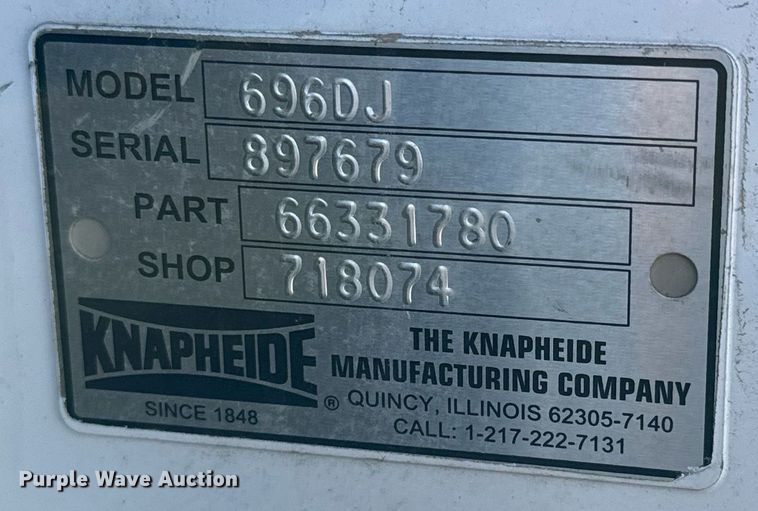 MODEL 696DJ
SERIAL 897679
PART 66331780
SHOP 718074
KNAPHEIDE ®
SINCE 1848
THE KNAPHEIDE
MANUFACTURING COMPANY
QUINCY, ILLINOIS 62305-7140
CALL: 1-217-222-7131
Purple Wave Auction